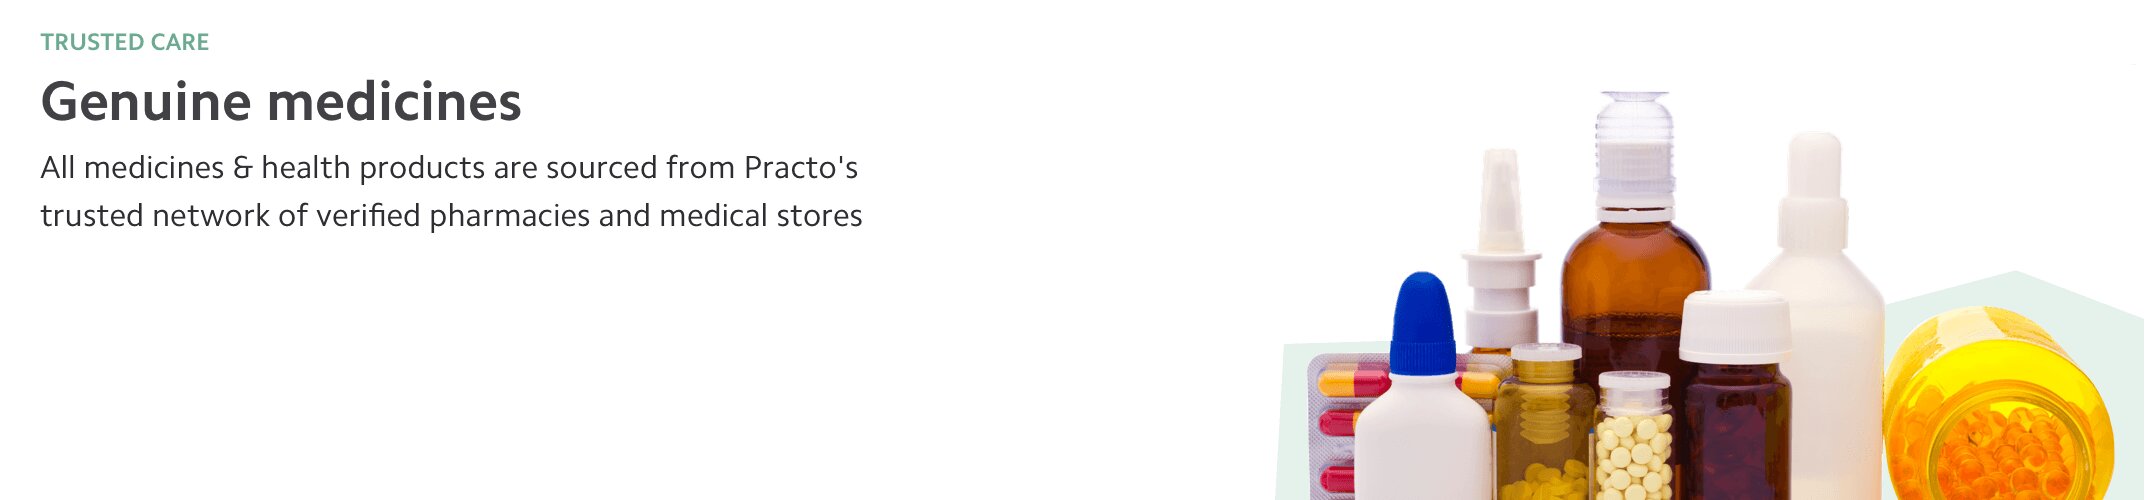 TRUSTED CARE
Genuine medicines
All medicines & health products are sourced from Practo's
trusted network of verified pharmacies and medical stores